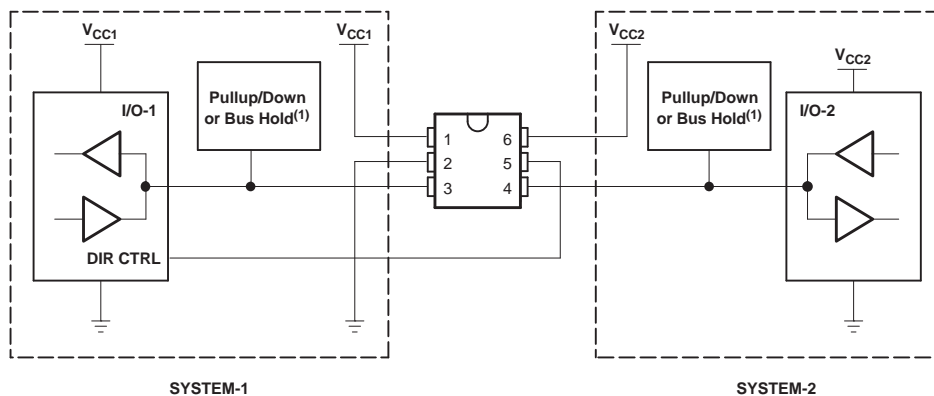 VCC1
VCC1
VCC2
VCC2
I/O-1
Pullup/Down
or Bus Hold(1)
Pullup/Down
or Bus Hold(1)
I/O-2
1
6
2
5
3
4
DIR CTRL
SYSTEM-1
SYSTEM-2